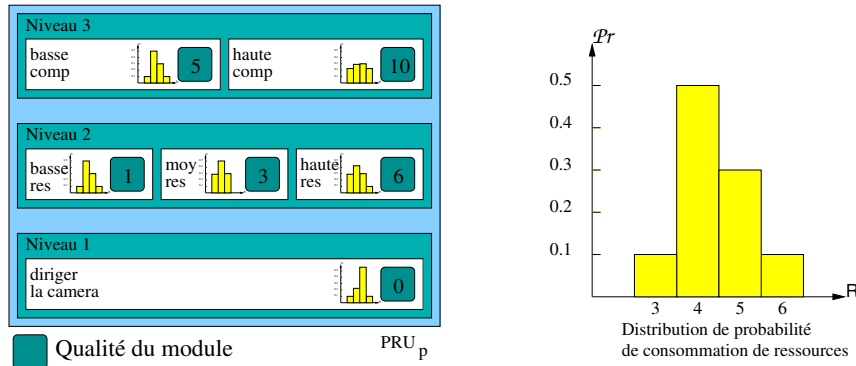 Niveau 3
basse
comp
5
haute
comp
10
Niveau 2
basse
res
1
moy
res
3
haute
res
6
Niveau 1
diriger
la camera
0
Qualité du module
PRU p
Pr
0.5
0.4
0.3
0.2
0.1
3 4 5 6
R
Distribution de probabilité
de consommation de ressources